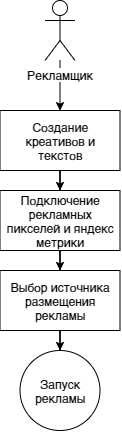 Рекламщик
Создание
креативов и
текстов
Подключение
рекламных
пикселей и яндекс
метрики
Выбор источника
размещения
рекламы
Запуск
рекламы